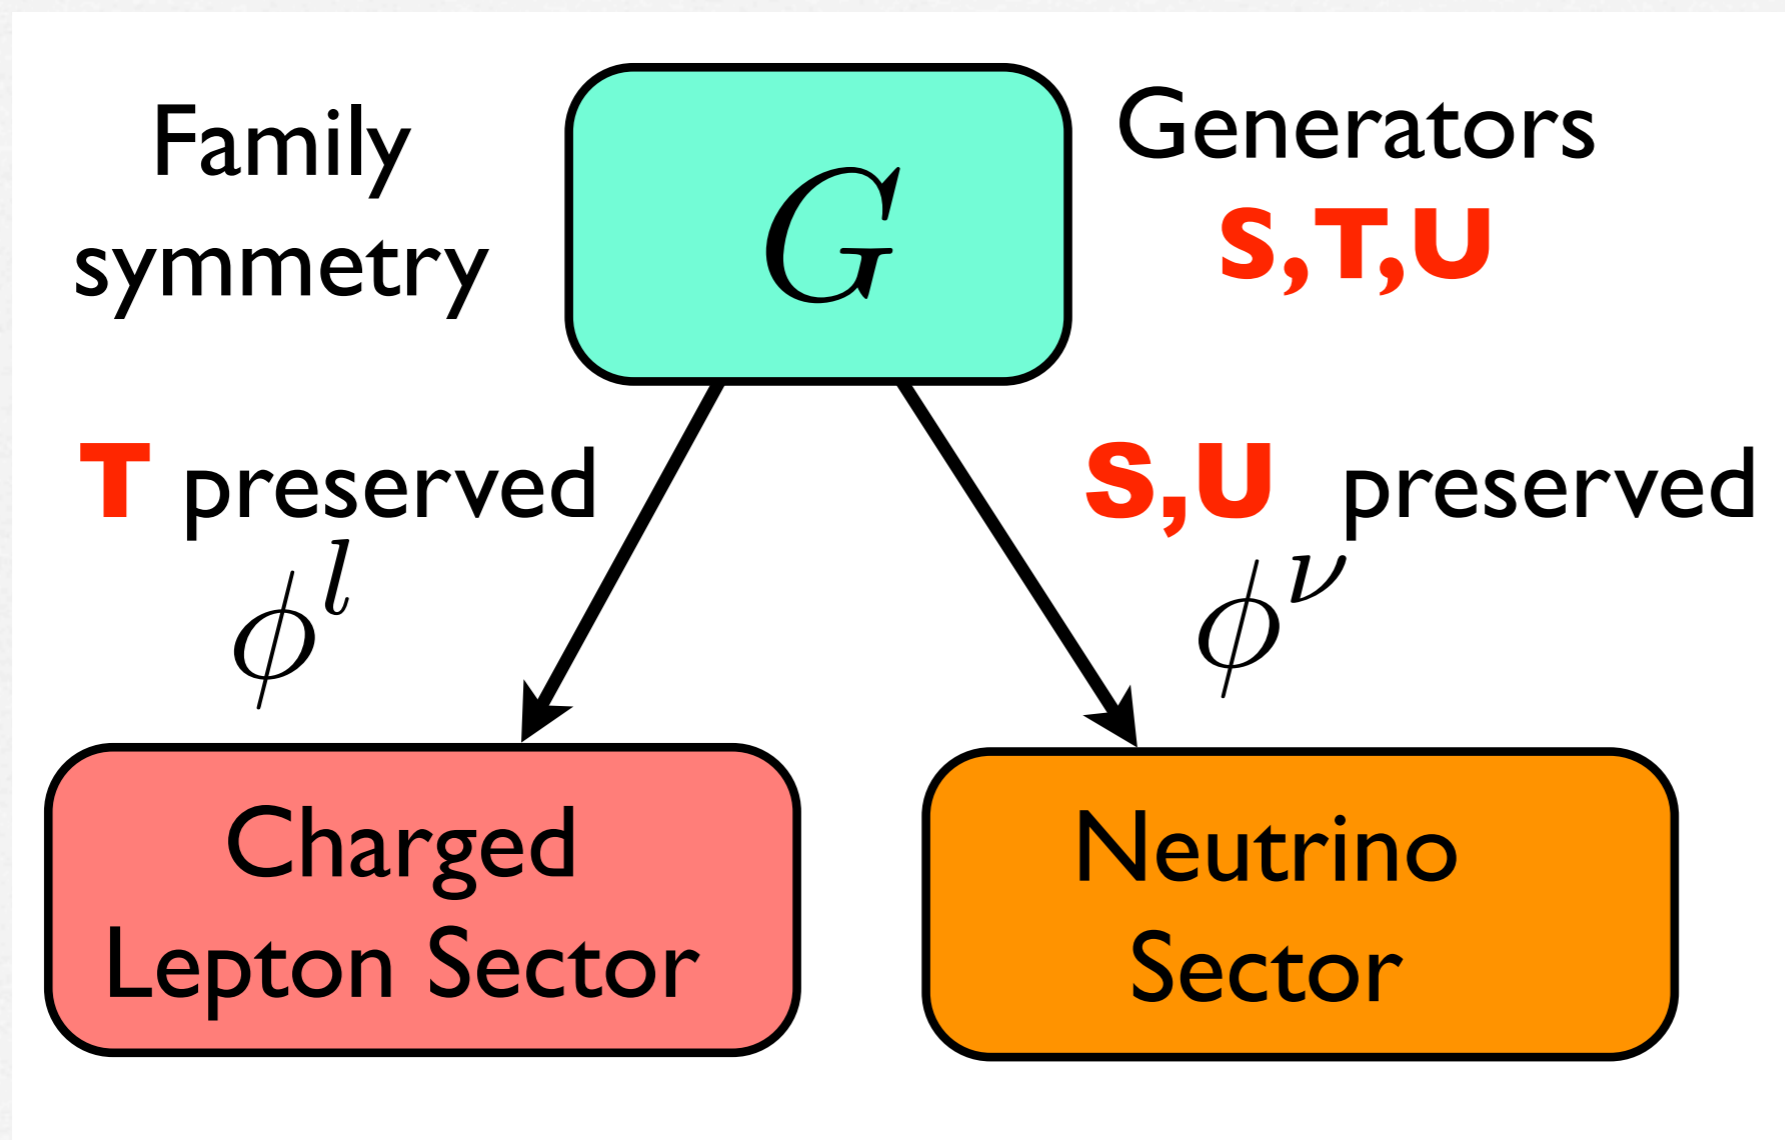 Family
symmetry
G
Generators
S,T,U
T preserved
ϕ^l
S,U preserved
ϕ^ν
Charged
Lepton Sector
Neutrino
Sector